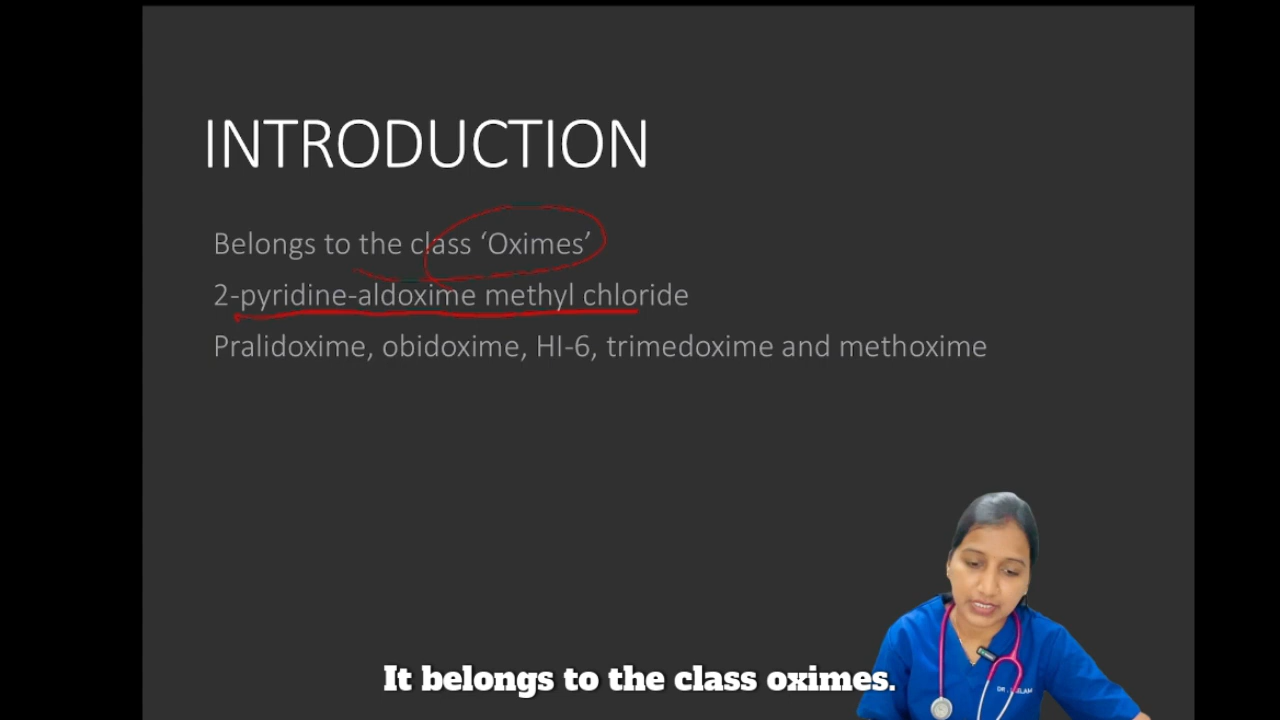 INTRODUCTION
Belongs to the class ‘Oximes’
2-pyridine-aldoxime methyl chloride
Pralidoxime, obidoxime, HI-6, trimedoxime and methoxime
DR.
It belongs to the class oximes.